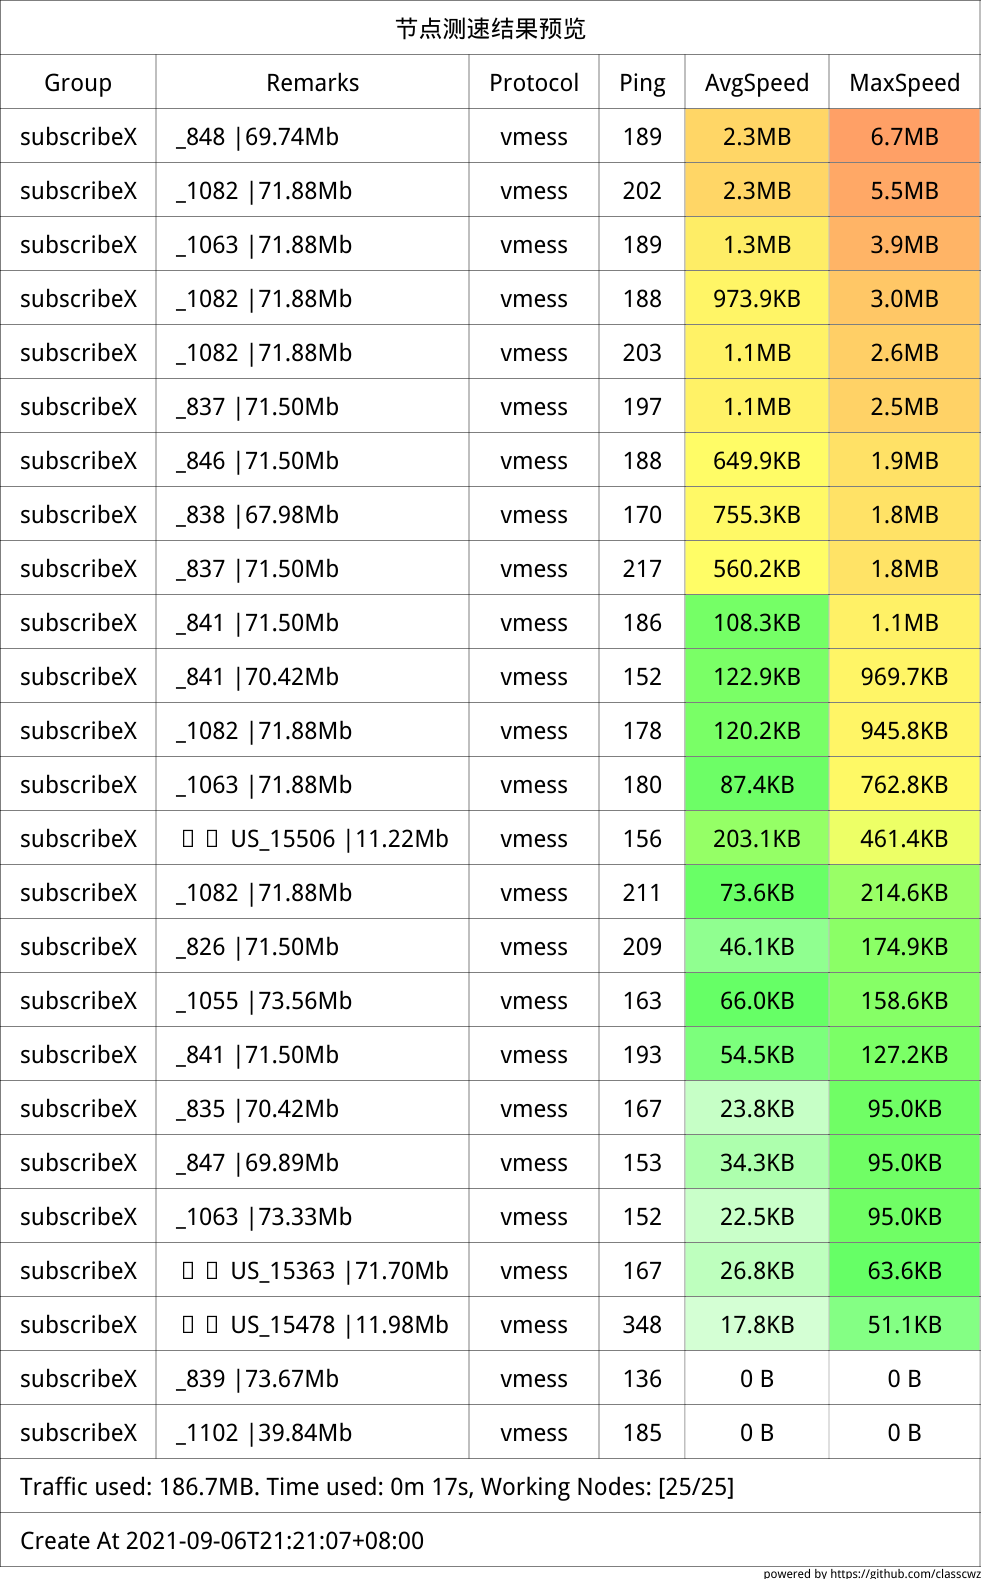 节点测速结果预览
Group Remarks Protocol Ping AvgSpeed MaxSpeed
subscribeX _848 |69.74Mb vmess 189 2.3MB 6.7MB
subscribeX _1082 |71.88Mb vmess 202 2.3MB 5.5MB
subscribeX _1063 |71.88Mb vmess 189 1.3MB 3.9MB
subscribeX _1082 |71.88Mb vmess 188 973.9KB 3.0MB
subscribeX _1082 |71.88Mb vmess 203 1.1MB 2.6MB
subscribeX _837 |71.50Mb vmess 197 1.1MB 2.5MB
subscribeX _846 |71.50Mb vmess 188 649.9KB 1.9MB
subscribeX _838 |67.98Mb vmess 170 755.3KB 1.8MB
subscribeX _837 |71.50Mb vmess 217 560.2KB 1.8MB
subscribeX _841 |71.50Mb vmess 186 108.3KB 1.1MB
subscribeX _841 |70.42Mb vmess 152 122.9KB 969.7KB
subscribeX _1082 |71.88Mb vmess 178 120.2KB 945.8KB
subscribeX _1063 |71.88Mb vmess 180 87.4KB 762.8KB
subscribeX US_15506 |11.22Mb vmess 156 203.1KB 461.4KB
subscribeX _1082 |71.88Mb vmess 211 73.6KB 214.6KB
subscribeX _826 |71.50Mb vmess 209 46.1KB 174.9KB
subscribeX _1055 |73.56Mb vmess 163 66.0KB 158.6KB
subscribeX _841 |71.50Mb vmess 193 54.5KB 127.2KB
subscribeX _835 |70.42Mb vmess 167 23.8KB 95.0KB
subscribeX _847 |69.89Mb vmess 153 34.3KB 95.0KB
subscribeX _1063 |73.33Mb vmess 152 22.5KB 95.0KB
subscribeX US_15363 |71.70Mb vmess 167 26.8KB 63.6KB
subscribeX US_15478 |11.98Mb vmess 348 17.8KB 51.1KB
subscribeX _839 |73.67Mb vmess 136 0 B 0 B
subscribeX _1102 |39.84Mb vmess 185 0 B 0 B
Traffic used: 186.7MB. Time used: 0m 17s, Working Nodes: [25/25]
Create At 2021-09-06T21:21:07+08:00
powered by https://github.com/classcwz